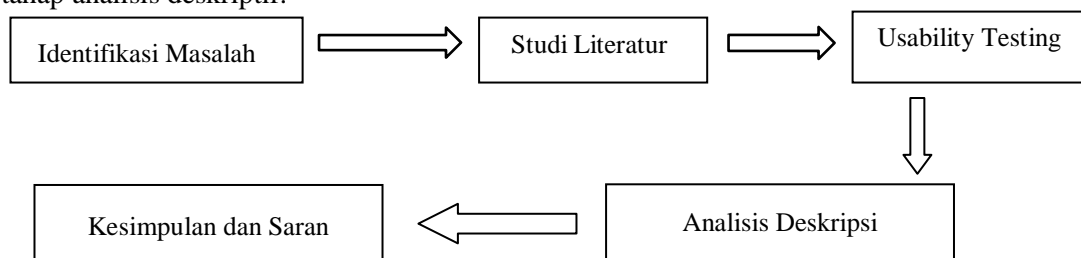 tahap analisis deskriptif.
Identifikasi Masalah
Studi Literatur
Usability Testing
Analisis Deskripsi
Kesimpulan dan Saran